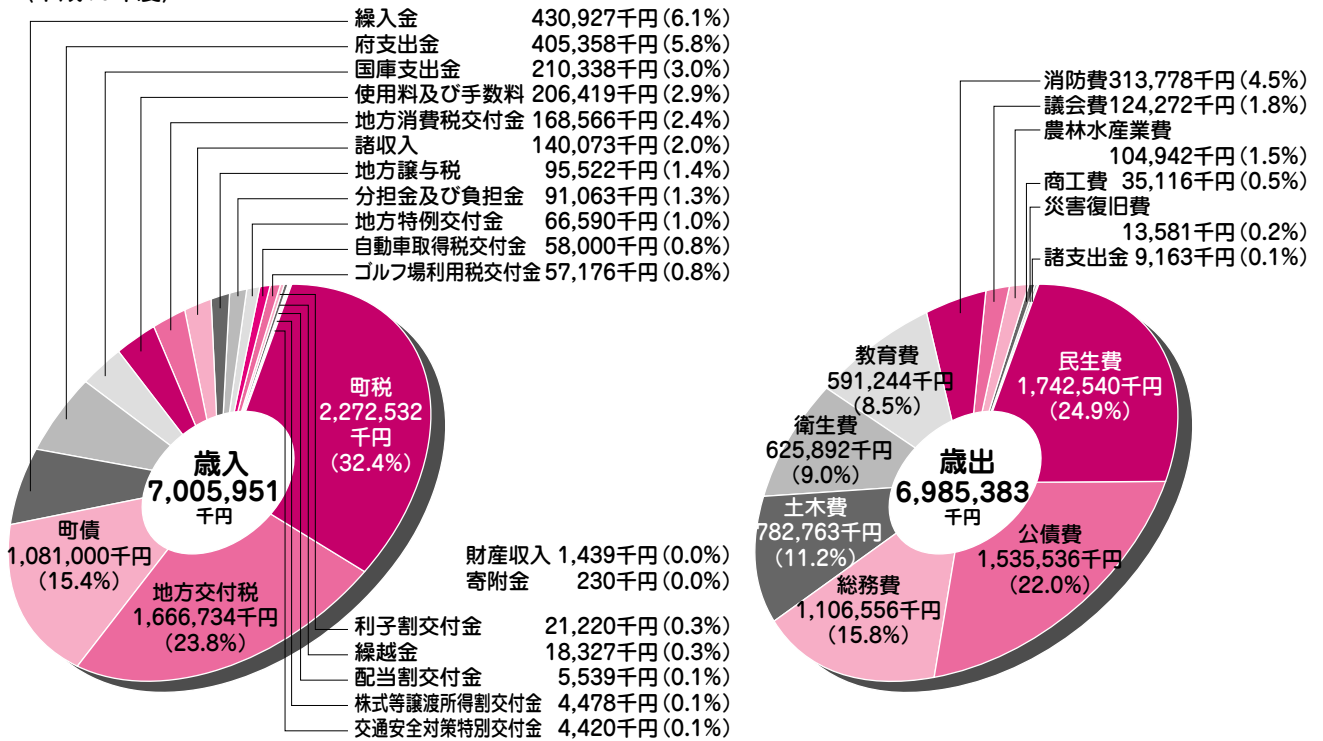 繰入金 430,927千円(6.1%)
府支出金 405,358千円(5.8%)
国庫支出金 210,338千円(3.0%)
使用料及び手数料 206,419千円(2.9%)
地方消費税交付金 168,566千円(2.4%)
諸収入 140,073千円(2.0%)
地方譲与税 95,522千円(1.4%)
分担金及び負担金 91,063千円(1.3%)
地方特例交付金 66,590千円(1.0%)
自動車取得税交付金 58,000千円(0.8%)
ゴルフ場利用税交付金 57,176千円(0.8%)
町税
2,272,532
千円
(32.4%)
歳入
7,005,951
千円
町債
1,081,000千円
(15.4%)
地方交付税
1,666,734千円
(23.8%)
財産収入 1,439千円(0.0%)
寄附金 230千円(0.0%)
利子割交付金 21,220千円(0.3%)
繰越金 18,327千円(0.3%)
配当割交付金 5,539千円(0.1%)
株式等譲渡所得割交付金 4,478千円(0.1%)
交通安全対策特別交付金 4,420千円(0.1%)
消防費313,778千円(4.5%)
議会費124,272千円(1.8%)
農林水産業費
104,942千円(1.5%)
商工費 35,116千円(0.5%)
災害復旧費
13,581千円(0.2%)
諸支出金 9,163千円(0.1%)
民生費
1,742,540千円
(24.9%)
教育費
591,244千円
(8.5%)
衛生費
625,892千円
(9.0%)
歳出
6,985,383
千円
土木費
782,763千円
(11.2%)
公債費
1,535,536千円
(22.0%)
総務費
1,106,556千円
(15.8%)